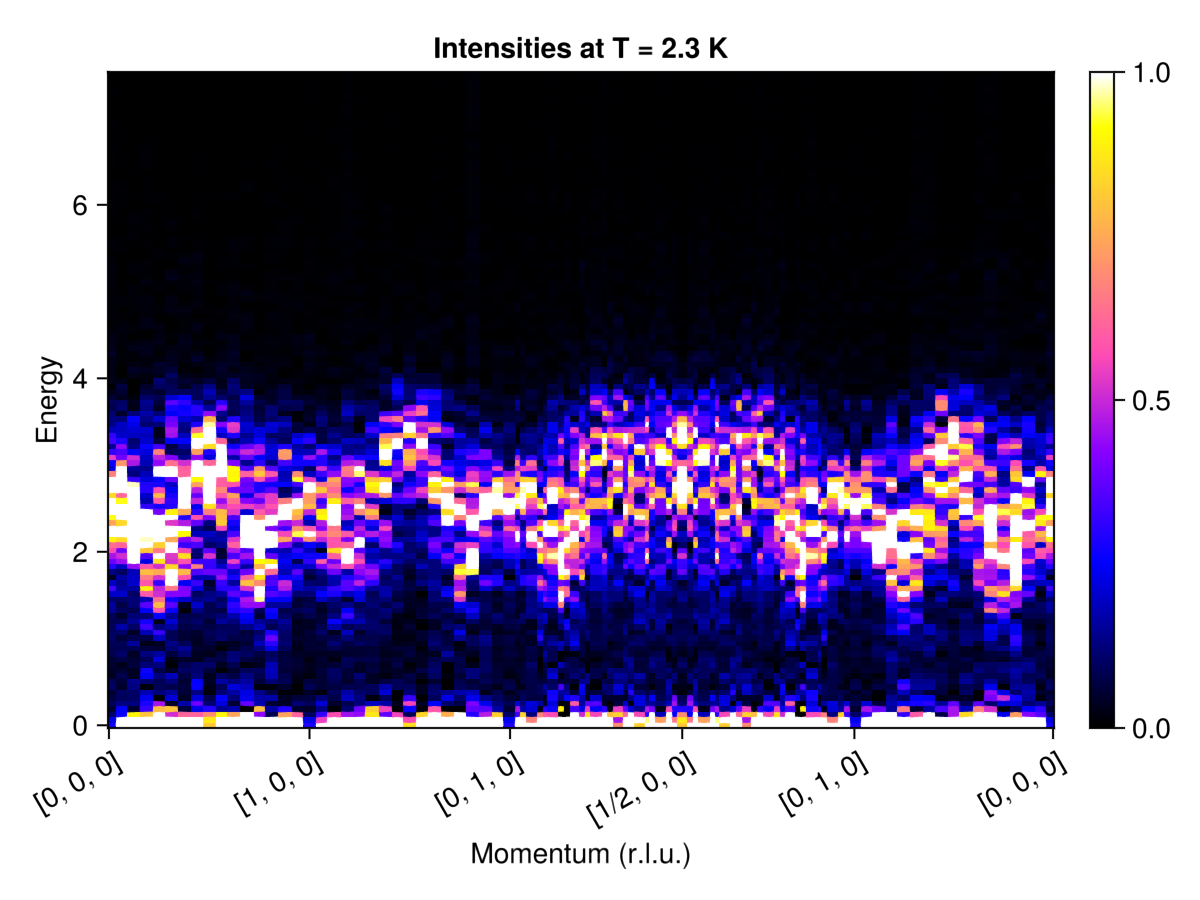 Intensities at T = 2.3 K
Energy
6
4
2
0
[0, 0, 0]
[1, 0, 0]
[0, 1, 0]
[1/2, 0, 0]
[0, 1, 0]
[0, 0, 0]
Momentum (r.l.u.)
1.0
0.5
0.0